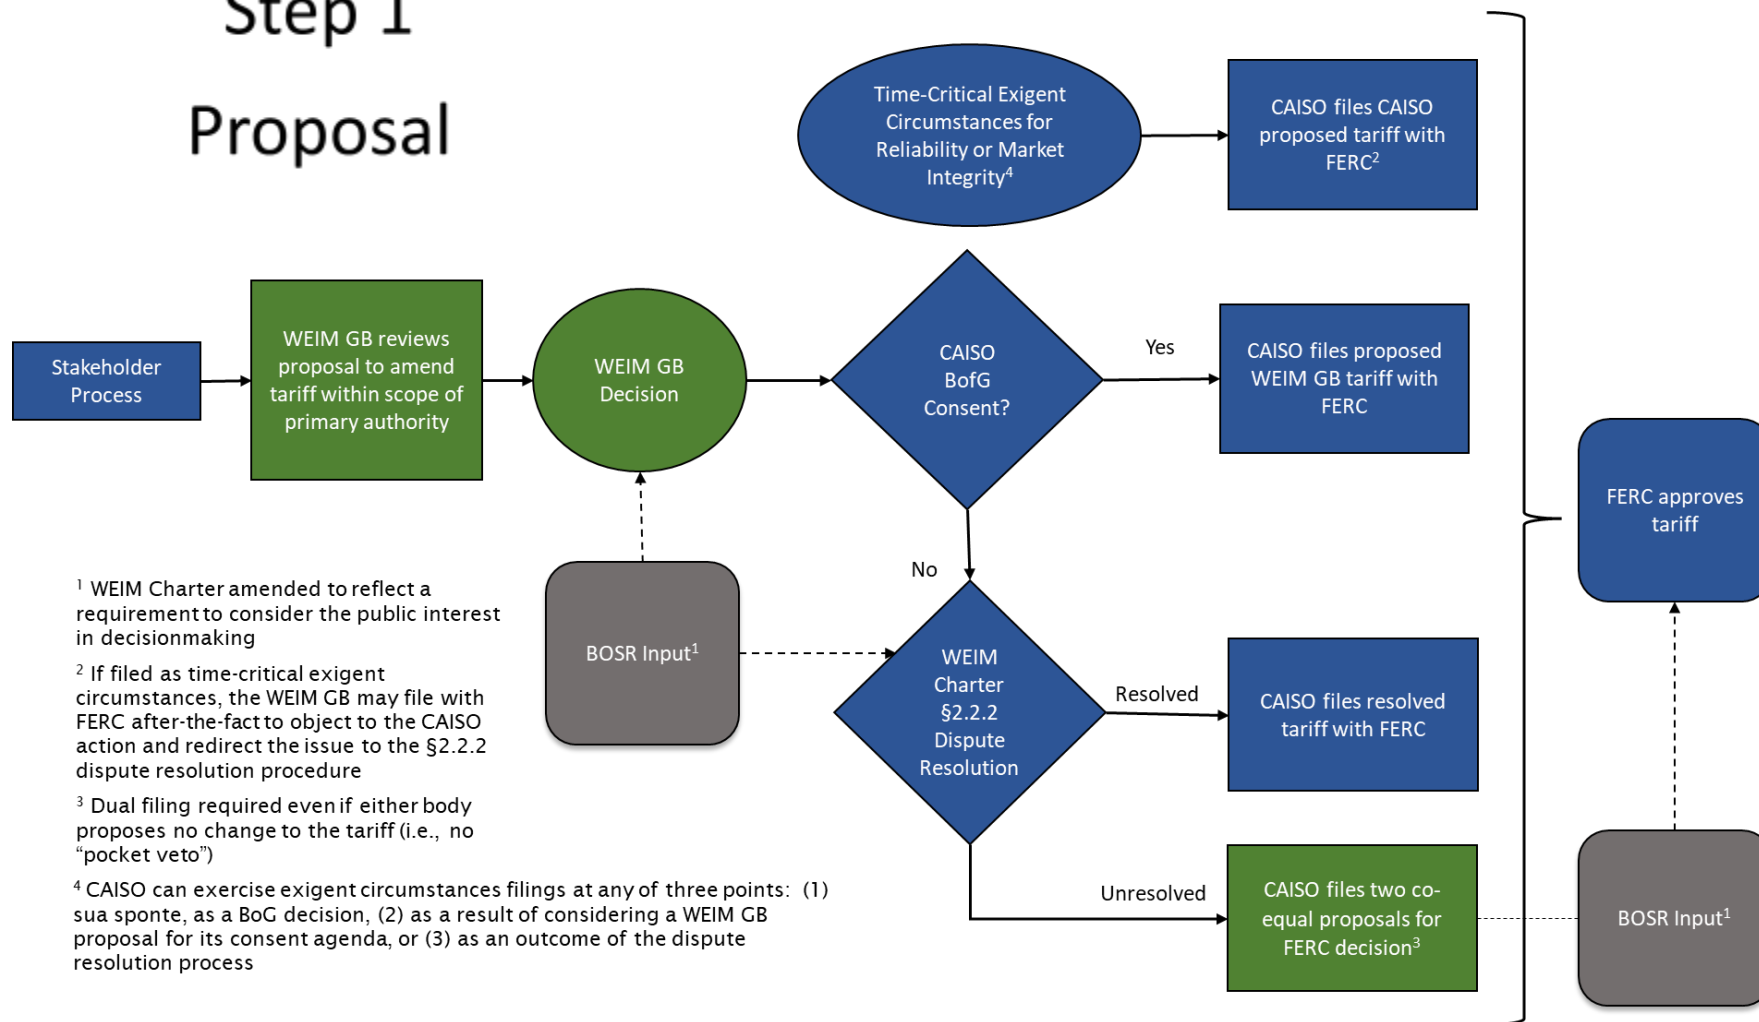 Step 1
Proposal
Time-Critical Exigent
Circumstances for
Reliability or Market
Integrity4
CAISO files CAISO
proposed tariff with
FERC2
Stakeholder
Process
WEIM GB reviews
proposal to amend
tariff within scope of
primary authority
WEIM GB
Decision
CAISO
BofG
Consent?
Yes
CAISO files proposed
WEIM GB tariff with
FERC
FERC approves
tariff
No
BOSR Input1
WEIM
Charter
§2.2.2
Dispute
Resolution
Resolved
CAISO files resolved
tariff with FERC
Unresolved
CAISO files two co-
equal proposals for
FERC decision3
BOSR Input1
1 WEIM Charter amended to reflect a
requirement to consider the public interest
in decisionmaking
2 If filed as time-critical exigent
circumstances, the WEIM GB may file with
FERC after-the-fact to object to the CAISO
action and redirect the issue to the §2.2.2
dispute resolution procedure
3 Dual filing required even if either body
proposes no change to the tariff (i.e., no
“pocket veto”)
4 CAISO can exercise exigent circumstances filings at any of three points: (1)
sua sponte, as a BoG decision, (2) as a result of considering a WEIM GB
proposal for its consent agenda, or (3) as an outcome of the dispute
resolution process